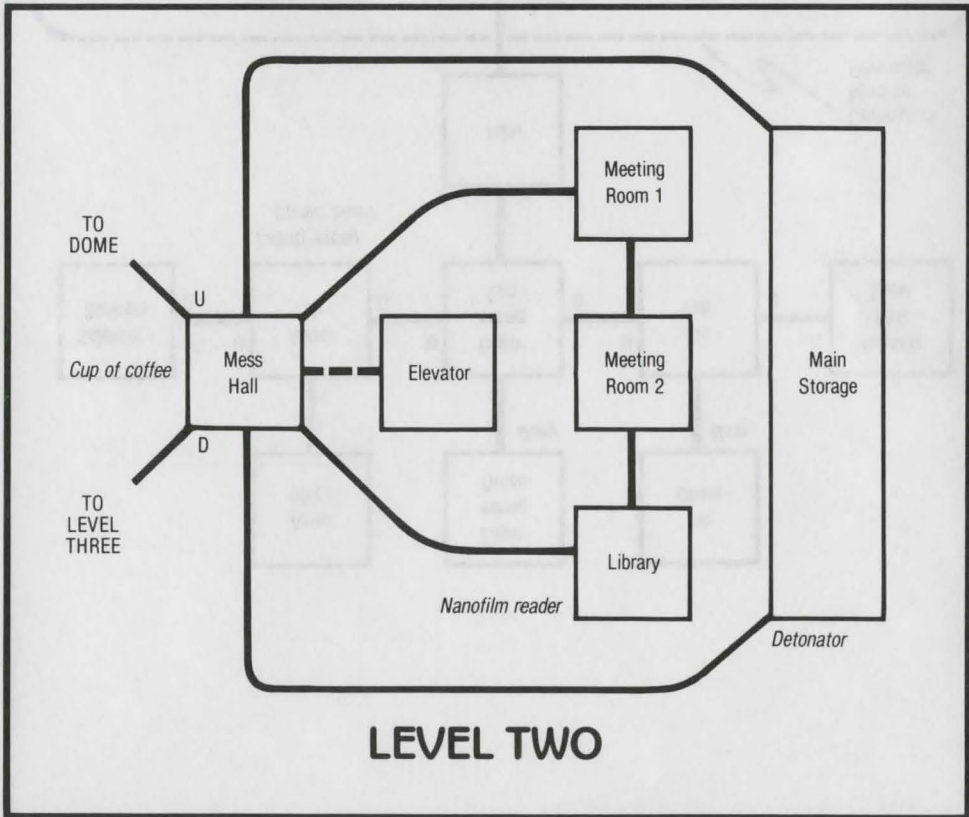 Meeting
Room 1
TO
DOME
U
Cup of coffee
Mess
Hall
Elevator
Meeting
Room 2
Main
Storage
D
TO
LEVEL
THREE
Library
Nanofilm reader
Detonator
LEVEL TWO